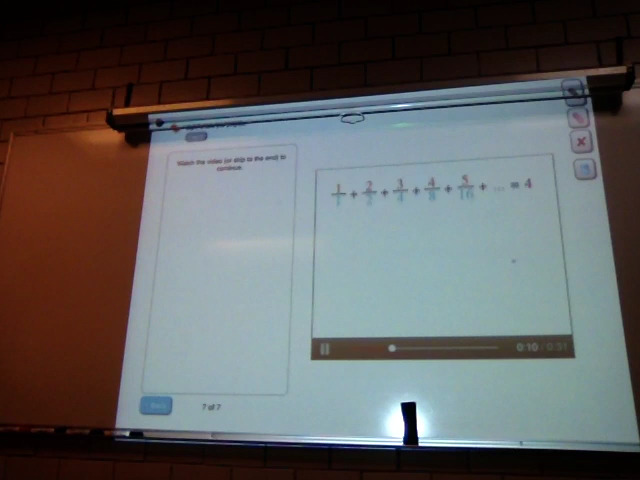 Watch the video (or skip to the end) to
continue.
1/1 + 2/2 + 3/4 + 4/8 + 5/16 + ... = 4
0:10 / 0:51
7 of 7